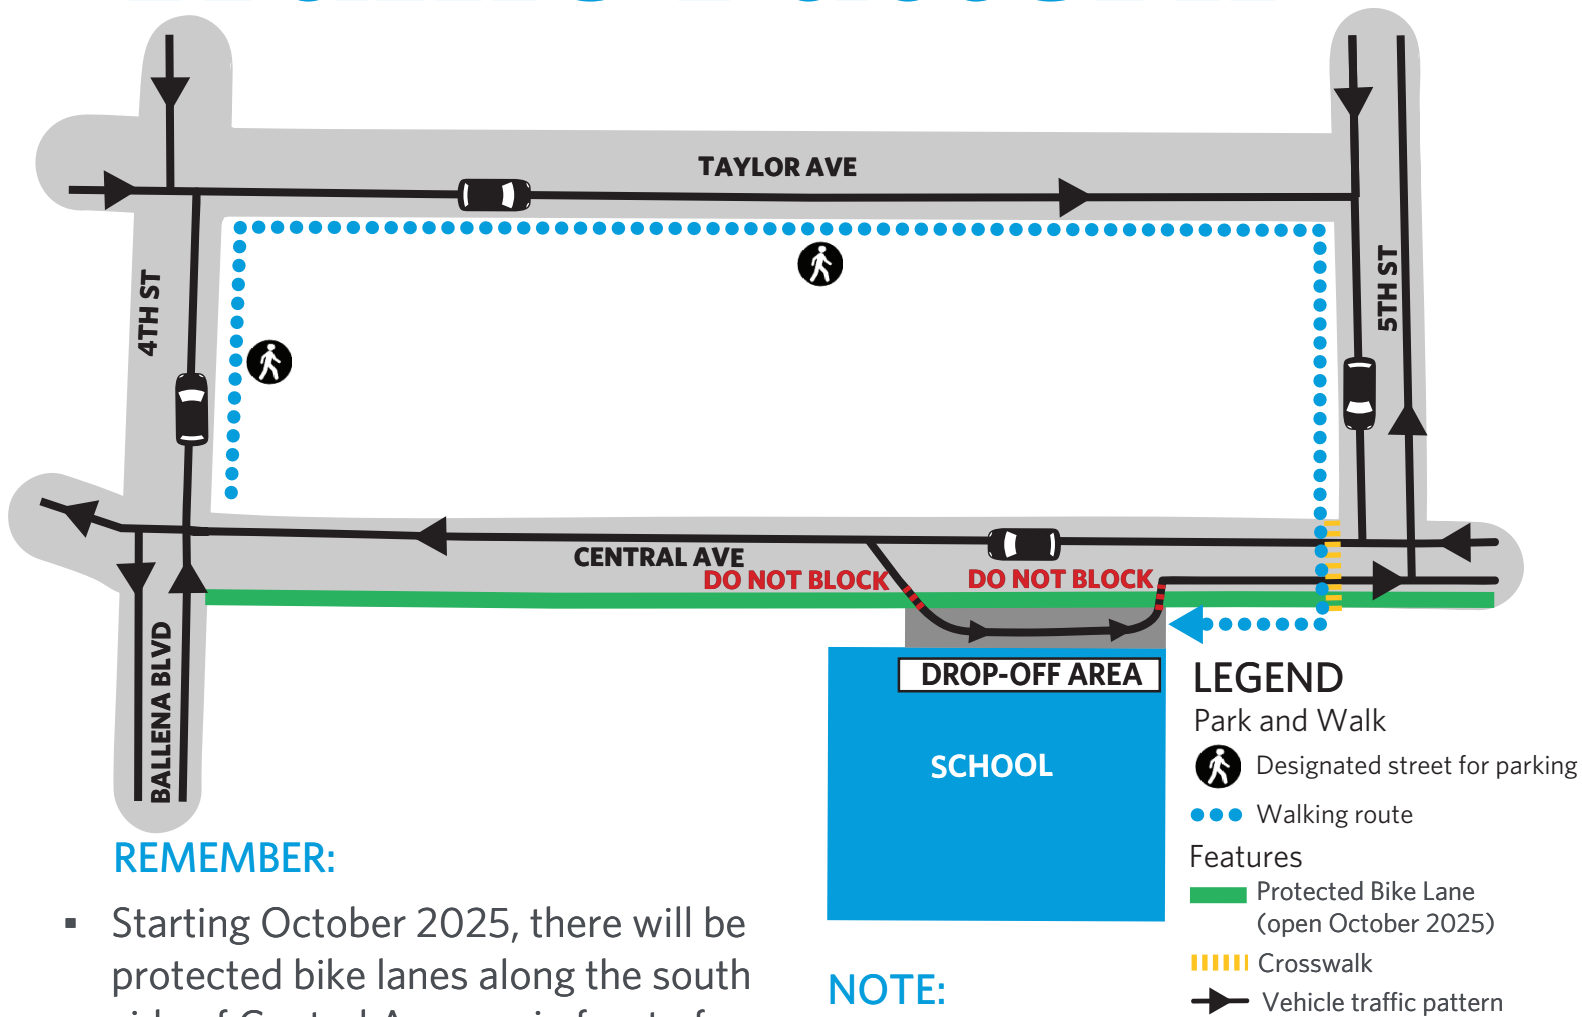 TAYLOR AVE
4TH ST
5TH ST
CENTRAL AVE
DO NOT BLOCK
DO NOT BLOCK
BALLENA BLVD
DROP-OFF AREA
SCHOOL
LEGEND
Park and Walk
Designated street for parking
Walking route
Features
Protected Bike Lane
(open October 2025)
Crosswalk
Vehicle traffic pattern
REMEMBER:
▪ Starting October 2025, there will be
protected bike lanes along the south
NOTE: